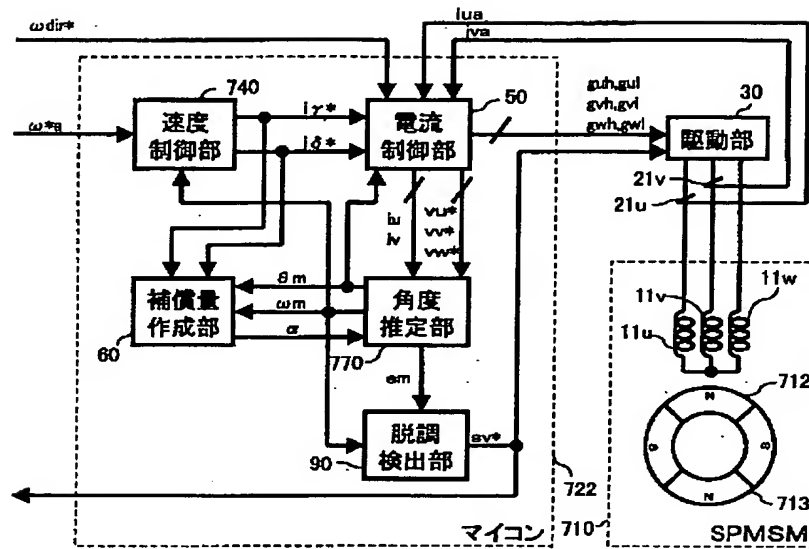 ωdir*
iua
iva
740
速度
制御部
iγ*
iδ*
50
電流
制御部
guh,gul
gvh,gvl
gwh,gwl
30
駆動部
ω*
21v
21u
iu
iv
vu*
vv*
vw*
補償量
作成部
60
θm
ωm
α
角度
推定部
770
11v
11w
11u
em
脱調
検出部
90
sv*
722
712
N
S
S
N
713
マイコン
710
SPMSM